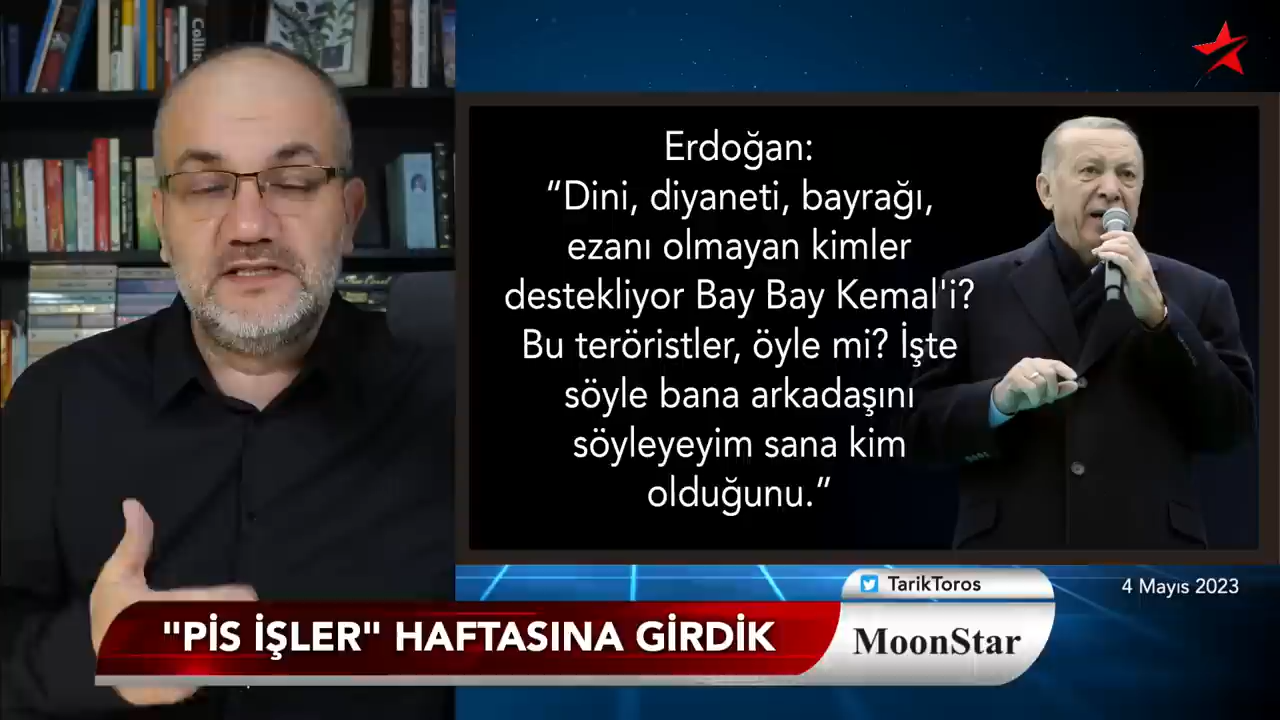 Collins
Erdoğan:
“Dini, diyaneti, bayrağı,
ezanı olmayan kimler
destekliyor Bay Bay Kemal'i?
Bu teröristler, öyle mi? İşte
söyle bana arkadaşını
söyleyeyim sana kim
olduğunu.”
TarikToros
4 Mayıs 2023
"PİS İŞLER" HAFTASINA GİRDİK
MoonStar